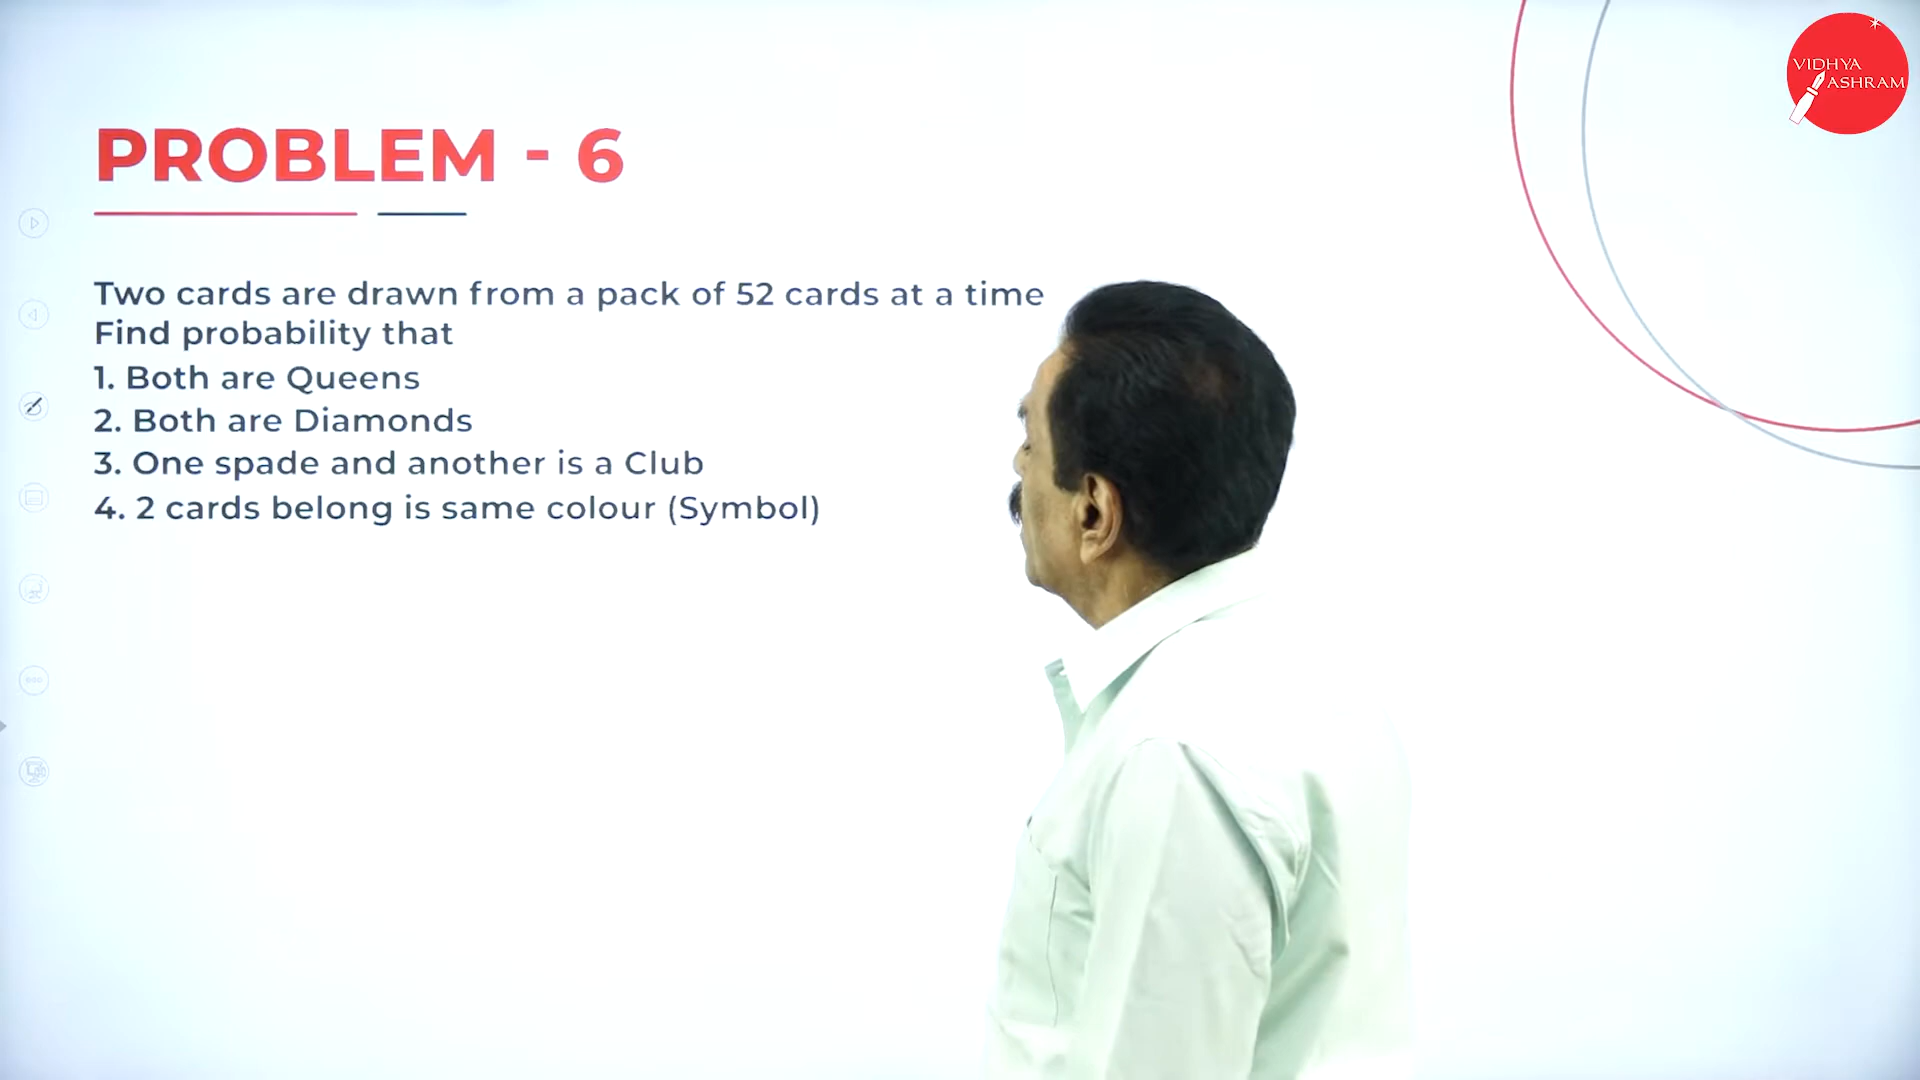 VIDHYA
ASHRAM
PROBLEM - 6
Two cards are drawn from a pack of 52 cards at a time
Find probability that
1. Both are Queens
2. Both are Diamonds
3. One spade and another is a Club
4. 2 cards belong is same colour (Symbol)